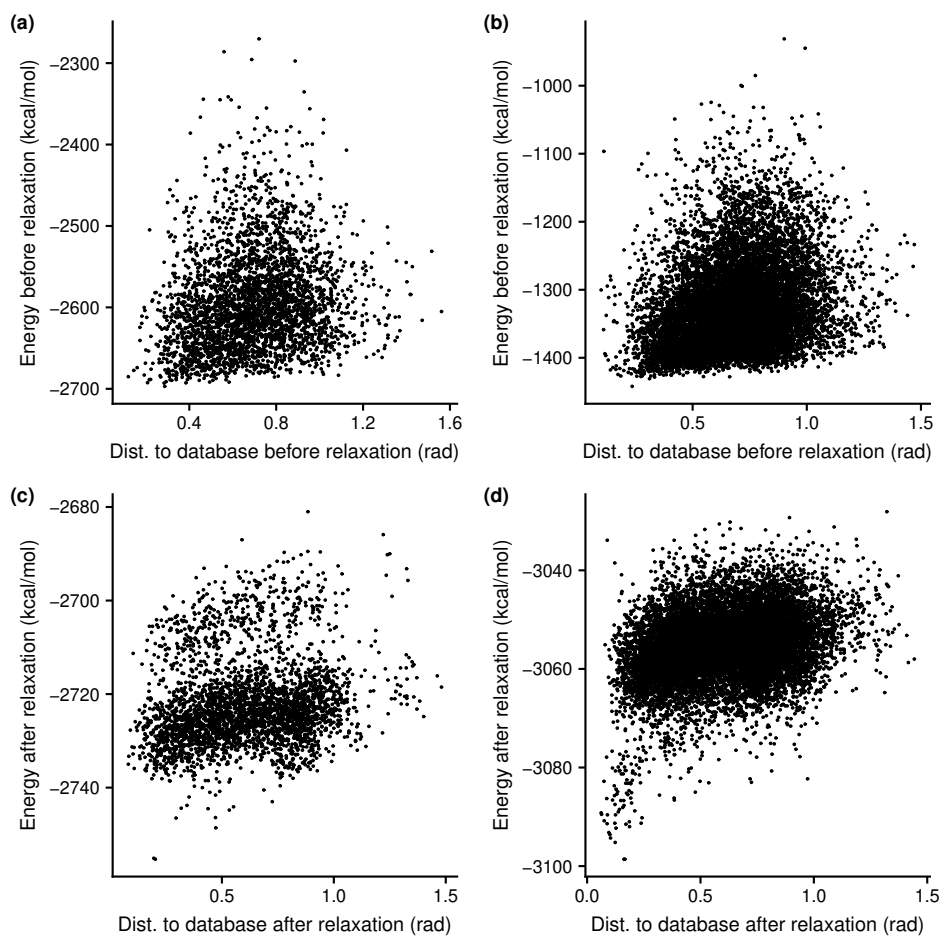 (a)
Energy before relaxation (kcal/mol)
−2300
−2400
−2500
−2600
−2700
0.4 0.8 1.2 1.6
Dist. to database before relaxation (rad)
(b)
Energy before relaxation (kcal/mol)
−1000
−1100
−1200
−1300
−1400
0.5 1.0 1.5
Dist. to database before relaxation (rad)
(c)
Energy after relaxation (kcal/mol)
−2680
−2700
−2720
−2740
0.5 1.0 1.5
Dist. to database after relaxation (rad)
(d)
Energy after relaxation (kcal/mol)
−3040
−3060
−3080
−3100
0.0 0.5 1.0 1.5
Dist. to database after relaxation (rad)